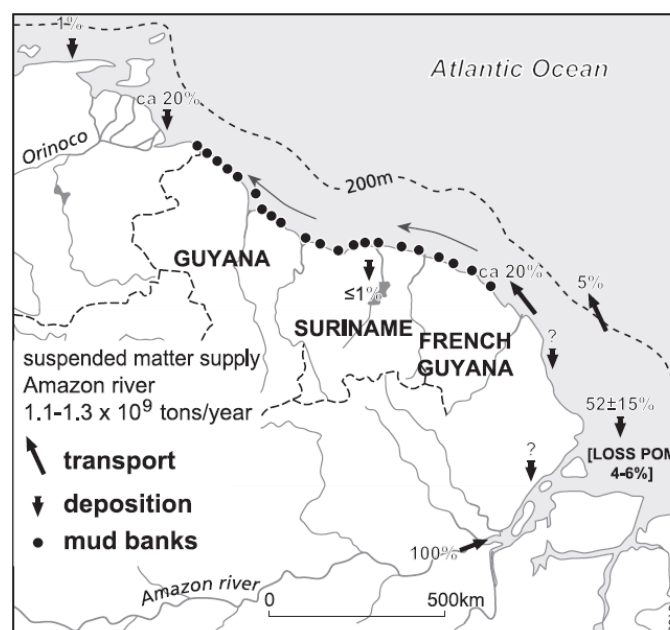 1%
Atlantic Ocean
ca 20%
Orinoco
200m
GUYANA
ca 20%
5%
≤1%
SURINAME
FRENCH
GUYANA
?
suspended matter supply
Amazon river
1.1-1.3 x 10⁹ tons/year
52±15%
transport
?
[LOSS POM
4-6%]
deposition
mud banks
100%
Amazon river
0
500km